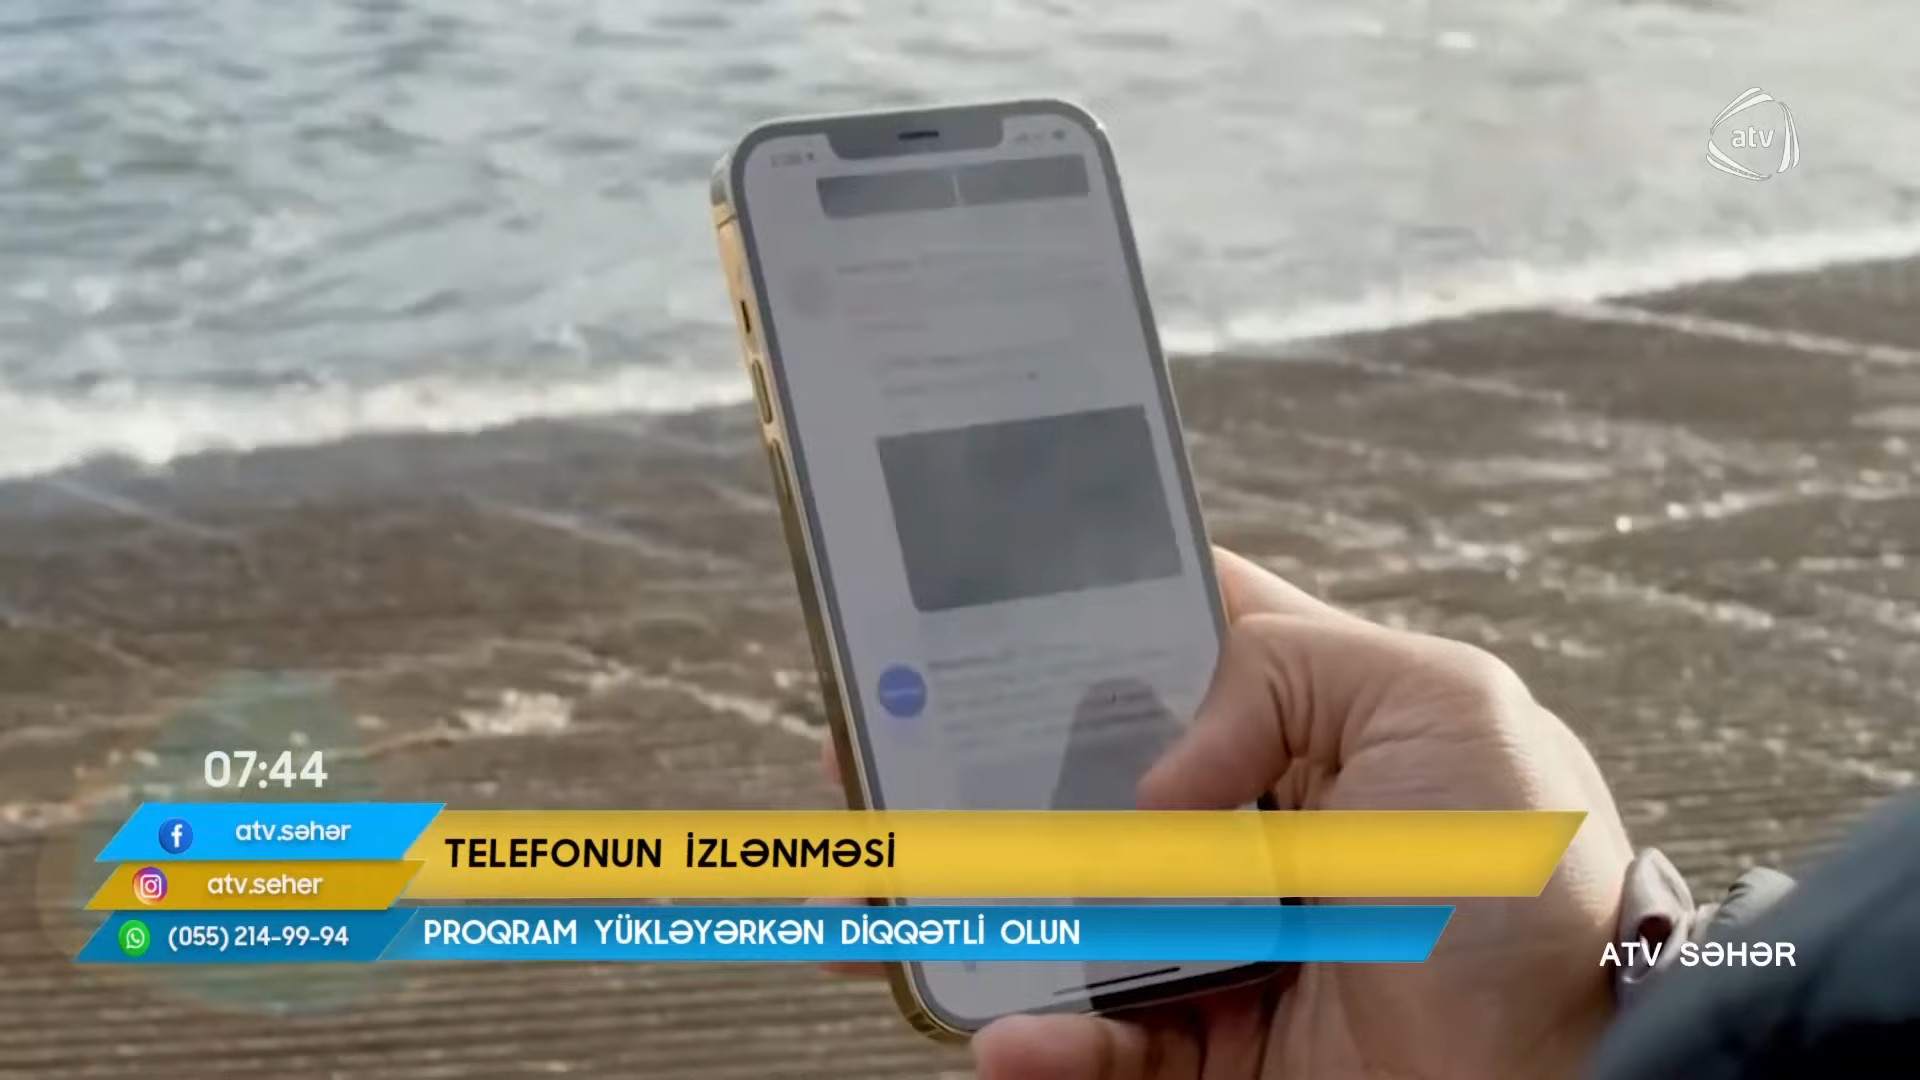 atv
07:44
atv.səhər
TELEFONUN İZLƏNMƏSİ
atv.seher
(055) 214-99-94
PROQRAM YÜKLƏYƏRKƏN DİQQƏTLİ OLUN
ATV SƏHƏR